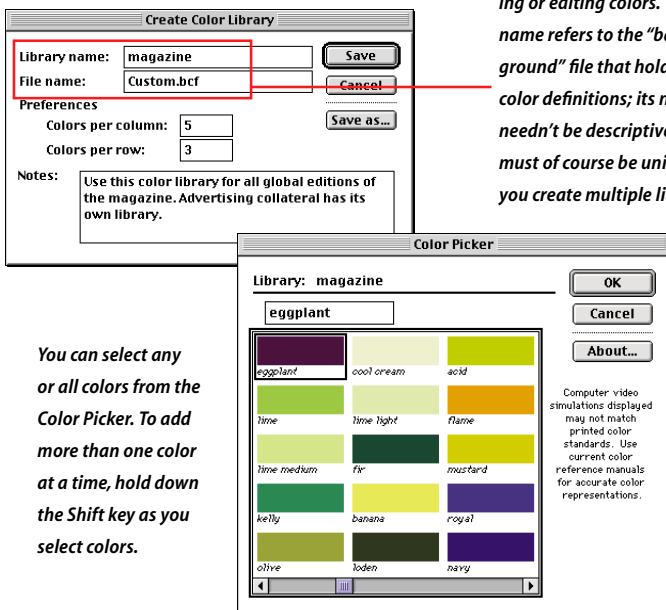 Create Color Library
Library name: magazine
File name: Custom.bcf
Preferences
Colors per column: 5
Colors per row: 3
Notes: Use this color library for all global editions of
the magazine. Advertising collateral has its
own library.
Save
Cancel
Save as...
ing or editing colors.
name refers to the “ba
ground” file that hold
color definitions; its n
needn't be descriptive
must of course be uni
you create multiple li
Color Picker
Library: magazine
eggplant
eggplant cool cream acid
lime lime light flame
lime medium fir mustard
kelly banana royal
olive loden navy
OK
Cancel
About...
Computer video
simulations displayed
may not match
printed color
standards. Use
current color
reference manuals
for accurate color
representations.
You can select any
or all colors from the
Color Picker. To add
more than one color
at a time, hold down
the Shift key as you
select colors.